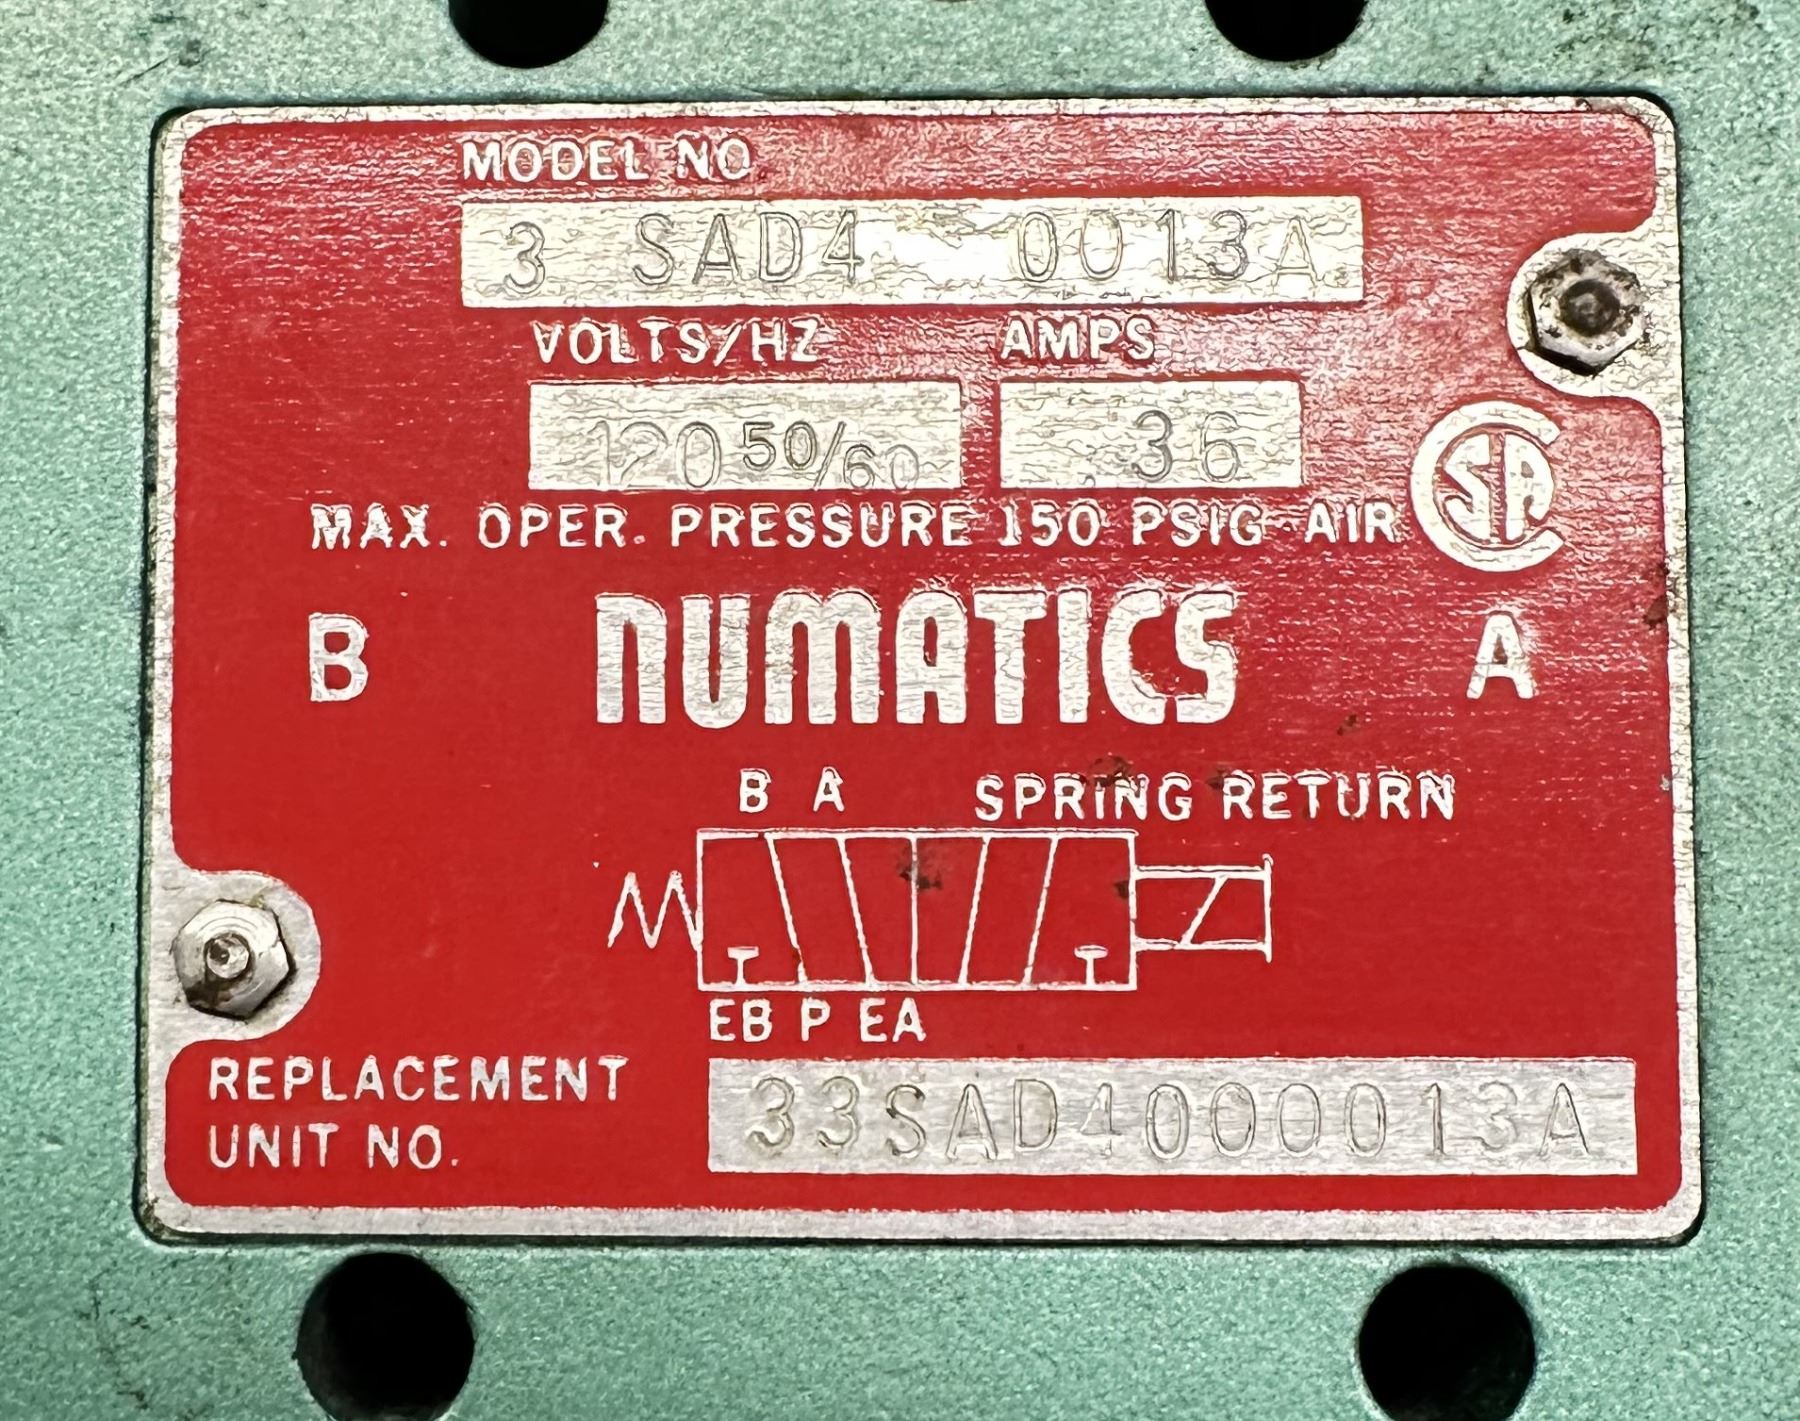 MODEL NO
3 SAD4 0013A
VOLTS/HZ AMPS
120 50/60 .36
MAX. OPER. PRESSURE 150 PSIG-AIR SA
B NUMATICS A
B A SPRING RETURN
EB P EA
REPLACEMENT
UNIT NO. 33SAD4000013A